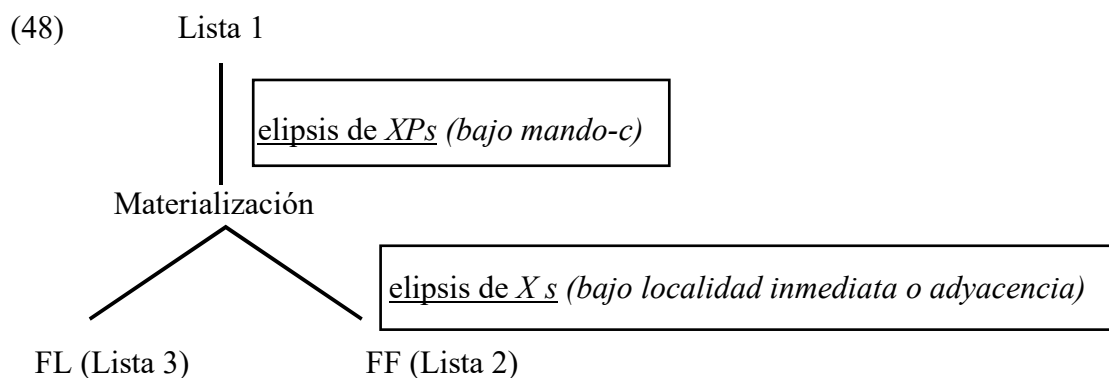 (48) Lista 1
elipsis de XPs (bajo mando-c)
Materialización
elipsis de X s (bajo localidad inmediata o adyacencia)
FL (Lista 3) FF (Lista 2)